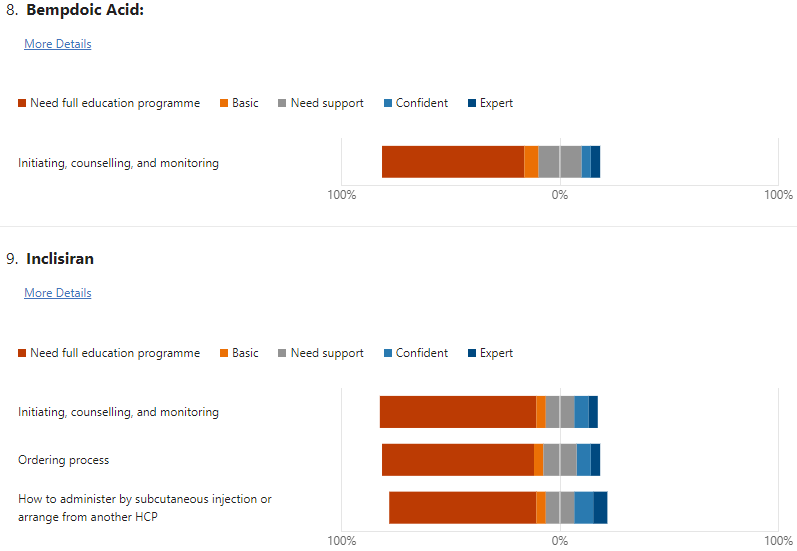 8. Bempdoic Acid:
More Details
Need full education programme Basic Need support Confident Expert
Initiating, counselling, and monitoring
100% 0% 100%
9. Inclisiran
More Details
Need full education programme Basic Need support Confident Expert
Initiating, counselling, and monitoring
Ordering process
How to administer by subcutaneous injection or
arrange from another HCP
100% 0% 100%